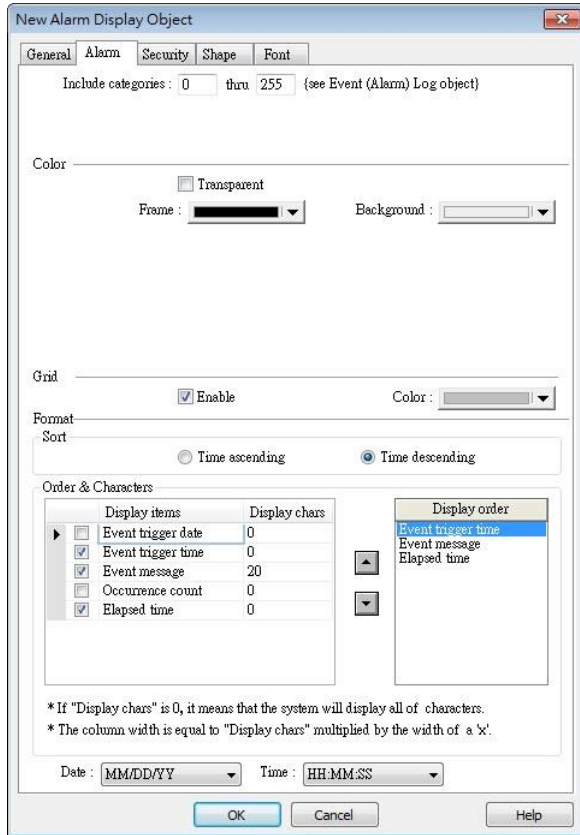 New Alarm Display Object
General Alarm Security Shape Font
Include categories : 0 thru 255 {see Event (Alarm) Log object}
Color
Transparent
Frame : Background :
Grid
Enable Color :
Format
Sort
Time ascending Time descending
Order & Characters
Display items Display chars Display order
Event trigger date 0 Event trigger time
Event trigger time 0 Event message
Event message 20 Elapsed time
Occurrence count 0
Elapsed time 0
* If "Display chars" is 0, it means that the system will display all of characters.
* The column width is equal to "Display chars" multiplied by the width of a 'x'.
Date : MM/DD/YY Time : HH:MM:SS
OK Cancel Help